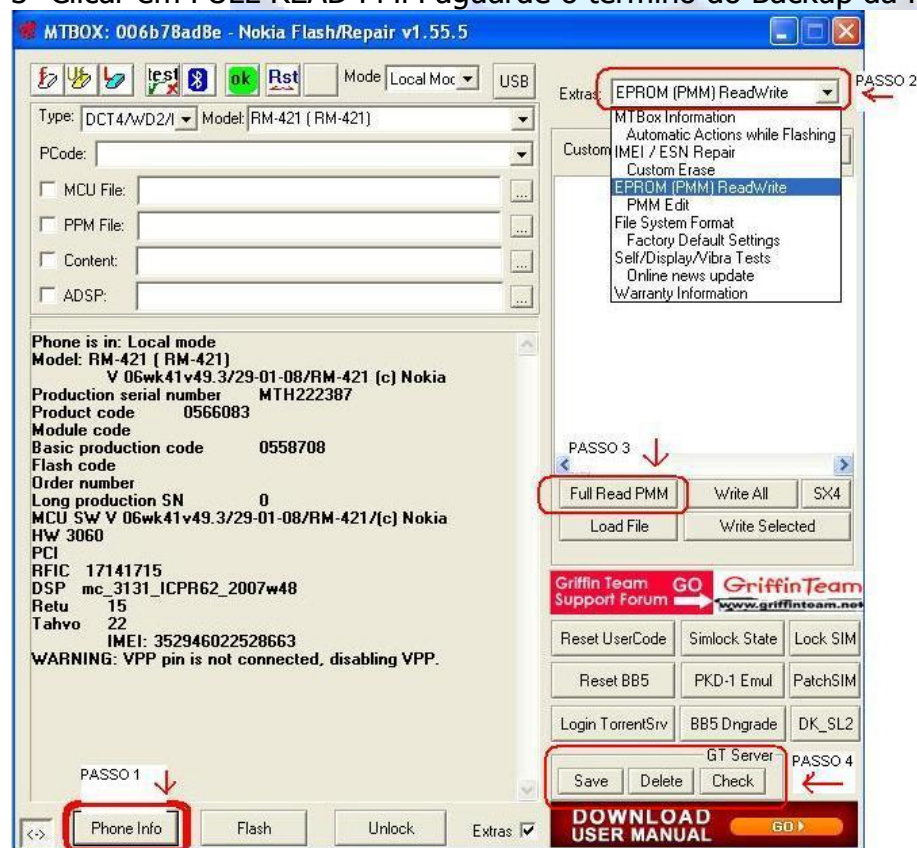 MTBOX: 006b78ad8e - Nokia Flash/Repair v1.55.5
test ok Rst Mode Local Moc USB
Type: DCT4/WD2/I Model: RM-421 ( RM-421)
PCode:
MCU File: ...
PPM File: ...
Content: ...
ADSP: ...
Phone is in: Local mode
Model: RM-421 ( RM-421)
V 06wk41v49.3/29-01-08/RM-421 (c) Nokia
Production serial number MTH222387
Product code 0566083
Module code
Basic production code 0558708
Flash code
Order number
Long production SN 0
MCU SW V 06wk41v49.3/29-01-08/RM-421/(c) Nokia
HW 3060
PCI
RFIC 17141715
DSP mc_3131_ICPR62_2007w48
Retu 15
Tahvo 22
IMEI: 352946022528663
WARNING: VPP pin is not connected, disabling VPP.
PASSO 1
<-> Phone Info Flash Unlock Extras
Extras EPROM (PMM) ReadWrite PASSO 2
Custom
MTBox Information
Automatic Actions while Flashing
IMEI / ESN Repair
Custom Erase
EPROM (PMM) ReadWrite
PMM Edit
File System Format
Factory Default Settings
Self/Display/Vibra Tests
Online news update
Warranty Information
PASSO 3
Full Read PMM Write All SX4
Load File Write Selected
Griffin Team GO GriffinTeam
Support Forum www.griffinteam.net
Reset UserCode Simlock State Lock SIM
Reset BB5 PKD-1 Emul PatchSIM
Login TorrentSrv BB5 Dngrade DK_SL2
GT Server PASSO 4
Save Delete Check
DOWNLOAD
USER MANUAL GO